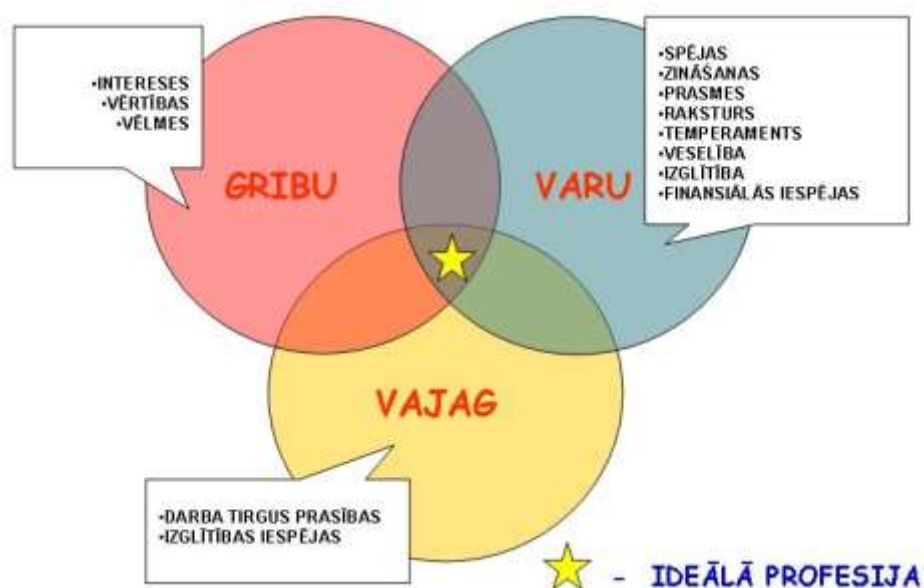 •INTERESES
•VĒRTĪBAS
•VĒLMES
GRIBU
•SPĒJAS
•ZINĀŠANAS
•PRASMES
•RAKSTURS
•TEMPERAMENTS
•VESELĪBA
•IZGLĪTĪBA
•FINANSIĀLĀS IESPĒJAS
VARU
VAJAG
•DARBA TIRGUS PRASĪBAS
•IZGLĪTĪBAS IESPĒJAS
- IDEĀLĀ PROFESIJA